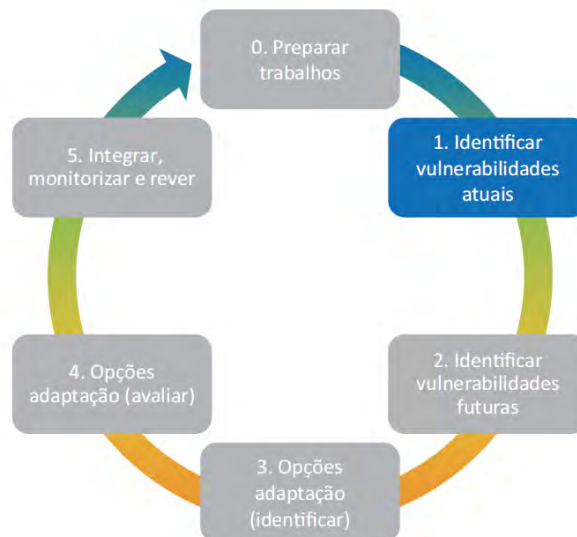 0. Preparar
trabalhos
1. Identificar
vulnerabilidades
atuais
2. Identificar
vulnerabilidades
futuras
3. Opções
adaptação
(identificar)
4. Opções
adaptação (avaliar)
5. Integrar,
monitorizar e rever